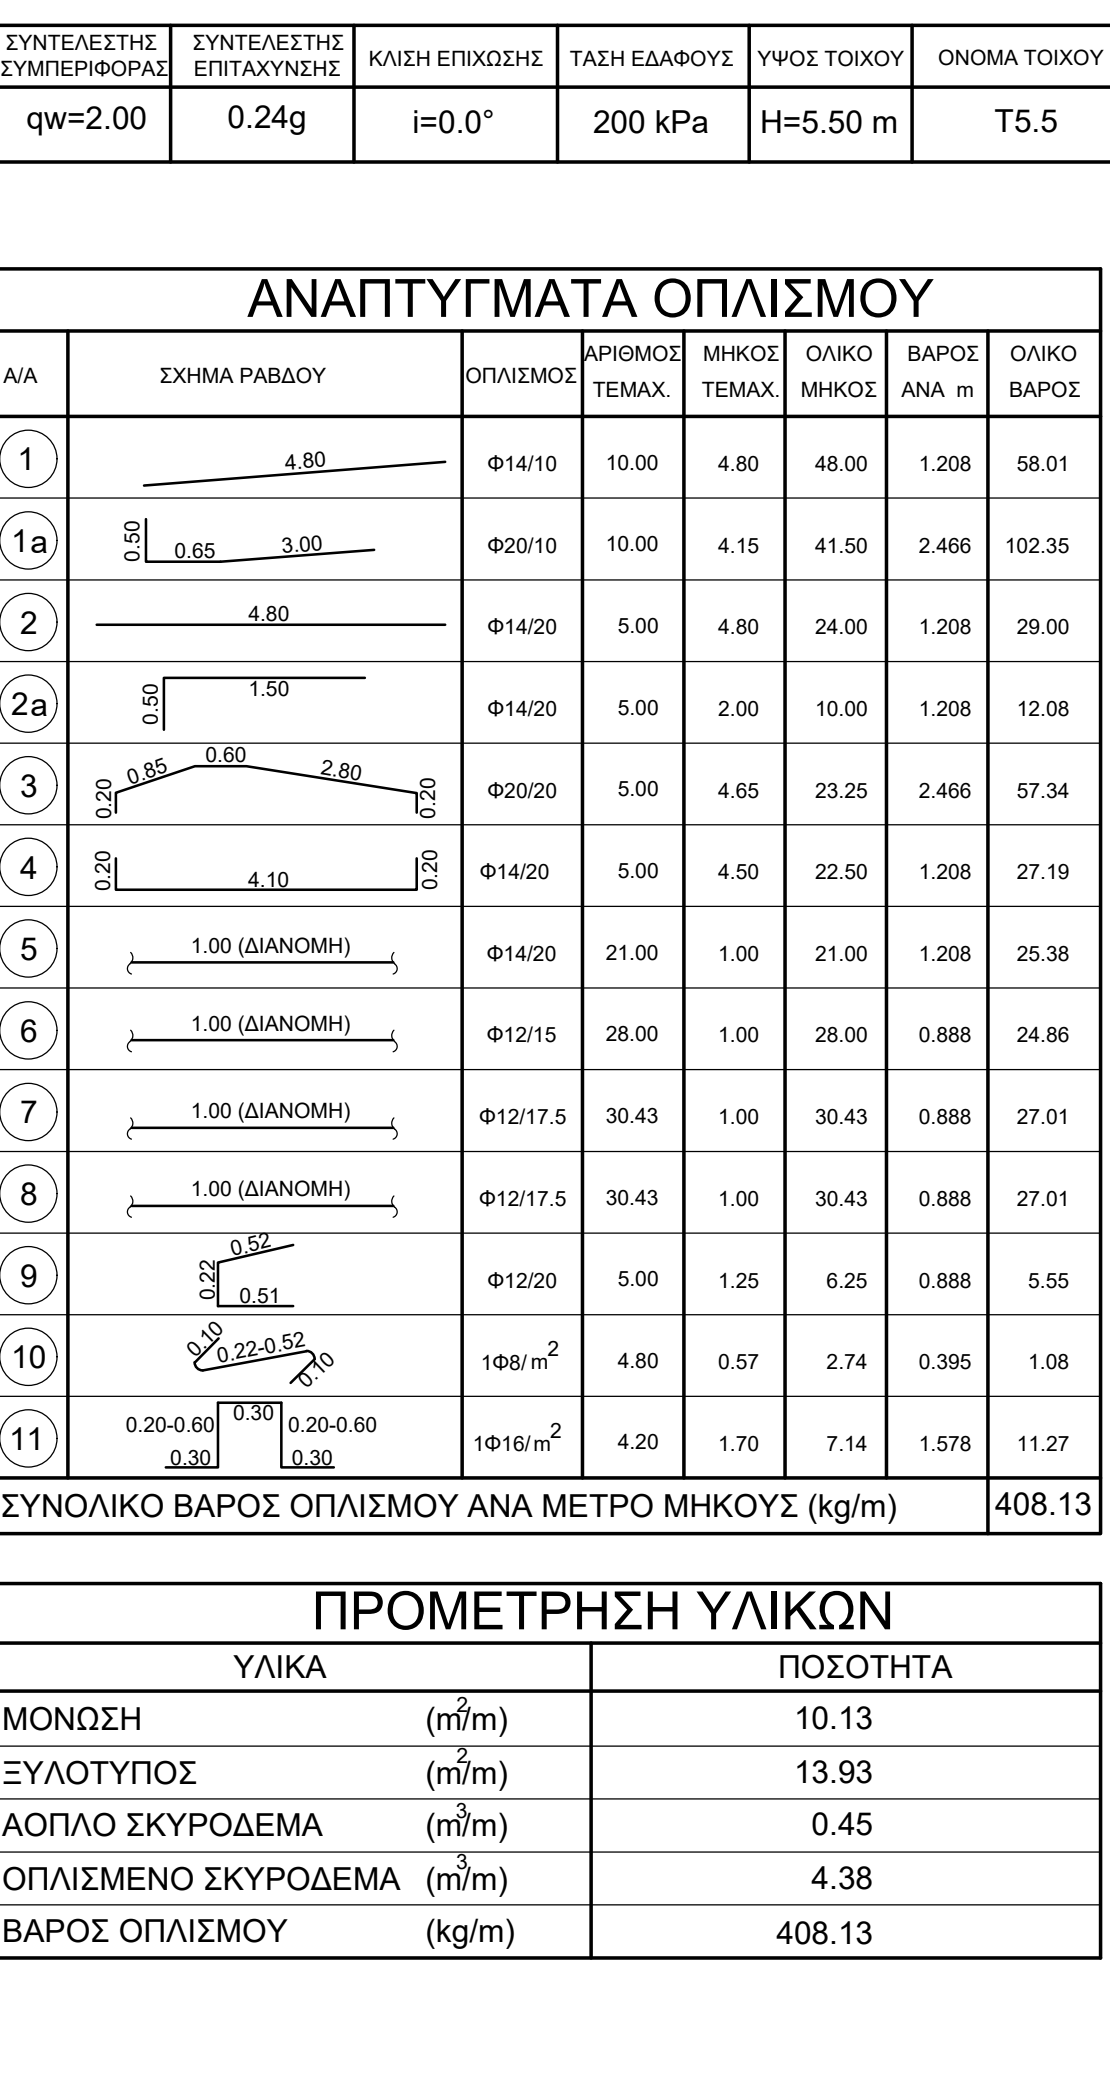 ΣΥΝΤΕΛΕΣΤΗΣ ΣΥΜΠΕΡΙΦΟΡΑΣ ΣΥΝΤΕΛΕΣΤΗΣ ΕΠΙΤΑΧΥΝΣΗΣ ΚΛΙΣΗ ΕΠΙΧΩΣΗΣ ΤΑΣΗ ΕΔΑΦΟΥΣ ΥΨΟΣ ΤΟΙΧΟΥ ΟΝΟΜΑ ΤΟΙΧΟΥ
qw=2.00 0.24g i=0.0° 200 kPa H=5.50 m T5.5
ΑΝΑΠΤΥΓΜΑΤΑ ΟΠΛΙΣΜΟΥ
Α/Α ΣΧΗΜΑ ΡΑΒΔΟΥ ΟΠΛΙΣΜΟΣ ΑΡΙΘΜΟΣ ΤΕΜΑΧ. ΜΗΚΟΣ ΤΕΜΑΧ. ΟΛΙΚΟ ΜΗΚΟΣ ΒΑΡΟΣ ΑΝΑ m ΟΛΙΚΟ ΒΑΡΟΣ
1 4.80 Φ14/10 10.00 4.80 48.00 1.208 58.01
1a 0.50 0.65 3.00 Φ20/10 10.00 4.15 41.50 2.466 102.35
2 4.80 Φ14/20 5.00 4.80 24.00 1.208 29.00
2a 0.50 1.50 Φ14/20 5.00 2.00 10.00 1.208 12.08
3 0.20 0.85 0.60 2.80 0.20 Φ20/20 5.00 4.65 23.25 2.466 57.34
4 0.20 4.10 0.20 Φ14/20 5.00 4.50 22.50 1.208 27.19
5 1.00 (ΔΙΑΝΟΜΗ) Φ14/20 21.00 1.00 21.00 1.208 25.38
6 1.00 (ΔΙΑΝΟΜΗ) Φ12/15 28.00 1.00 28.00 0.888 24.86
7 1.00 (ΔΙΑΝΟΜΗ) Φ12/17.5 30.43 1.00 30.43 0.888 27.01
8 1.00 (ΔΙΑΝΟΜΗ) Φ12/17.5 30.43 1.00 30.43 0.888 27.01
9 0.52 0.22 0.51 Φ12/20 5.00 1.25 6.25 0.888 5.55
10 0.10 0.22-0.52 0.10 1Φ8/m² 4.80 0.57 2.74 0.395 1.08
11 0.20-0.60 0.30 0.20-0.60 0.30 0.30 1Φ16/m² 4.20 1.70 7.14 1.578 11.27
ΣΥΝΟΛΙΚΟ ΒΑΡΟΣ ΟΠΛΙΣΜΟΥ ΑΝΑ ΜΕΤΡΟ ΜΗΚΟΥΣ (kg/m) 408.13
ΠΡΟΜΕΤΡΗΣΗ ΥΛΙΚΩΝ
ΥΛΙΚΑ ΠΟΣΟΤΗΤΑ
ΜΟΝΩΣΗ (m²/m) 10.13
ΞΥΛΟΤΥΠΟΣ (m²/m) 13.93
ΑΟΠΛΟ ΣΚΥΡΟΔΕΜΑ (m³/m) 0.45
ΟΠΛΙΣΜΕΝΟ ΣΚΥΡΟΔΕΜΑ (m³/m) 4.38
ΒΑΡΟΣ ΟΠΛΙΣΜΟΥ (kg/m) 408.13